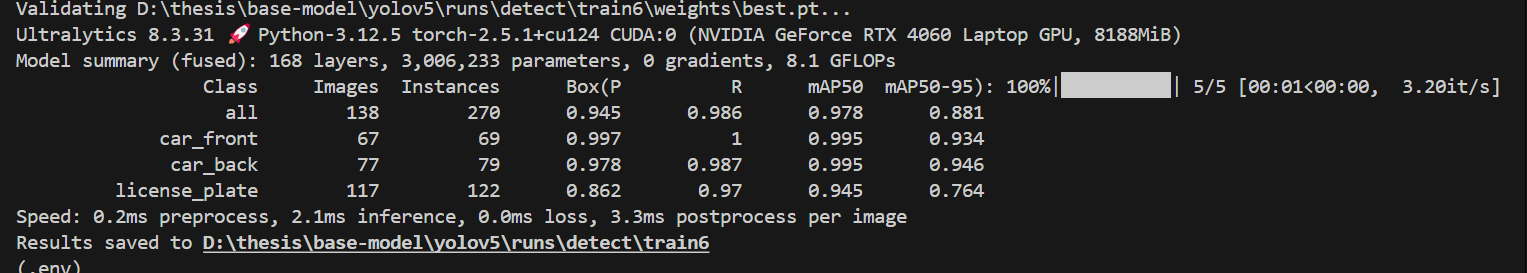 Validating D:\thesis\base-model\yolov5\runs\detect\train6\weights\best.pt...
Ultralytics 8.3.31 🚀 Python-3.12.5 torch-2.5.1+cu124 CUDA:0 (NVIDIA GeForce RTX 4060 Laptop GPU, 8188MiB)
Model summary (fused): 168 layers, 3,006,233 parameters, 0 gradients, 8.1 GFLOPs
Class Images Instances Box(P R mAP50 mAP50-95): 100%|██████████| 5/5 [00:01<00:00, 3.20it/s]
all 138 270 0.945 0.986 0.978 0.881
car_front 67 69 0.997 1 0.995 0.934
car_back 77 79 0.978 0.987 0.995 0.946
license_plate 117 122 0.862 0.97 0.945 0.764
Speed: 0.2ms preprocess, 2.1ms inference, 0.0ms loss, 3.3ms postprocess per image
Results saved to D:\thesis\base-model\yolov5\runs\detect\train6
(.env)